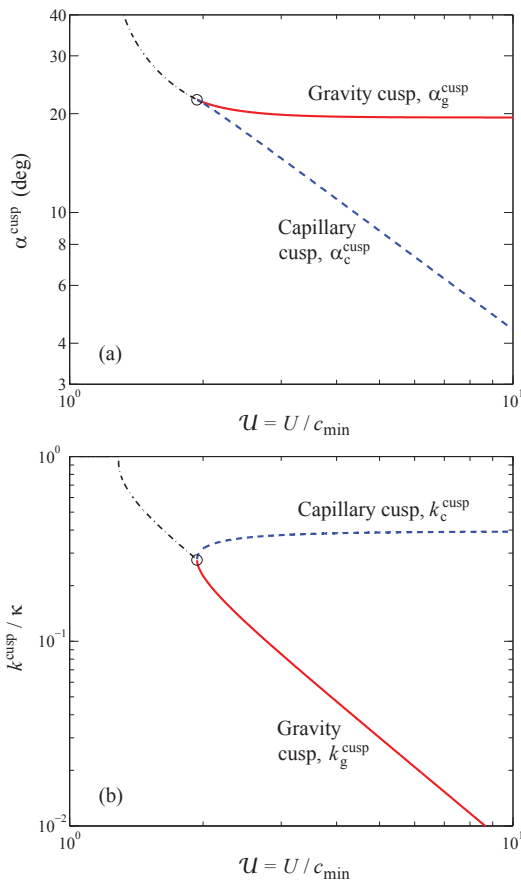 40
30
20
10
8
6
4
3
α^cusp (deg)
Gravity cusp, α_g^cusp
Capillary
cusp, α_c^cusp
(a)
10^0
10^1
𝒰 = U / c_min
10^0
10^−1
10^−2
k^cusp / κ
Capillary cusp, k_c^cusp
Gravity
cusp, k_g^cusp
(b)
10^0
10^1
𝒰 = U / c_min